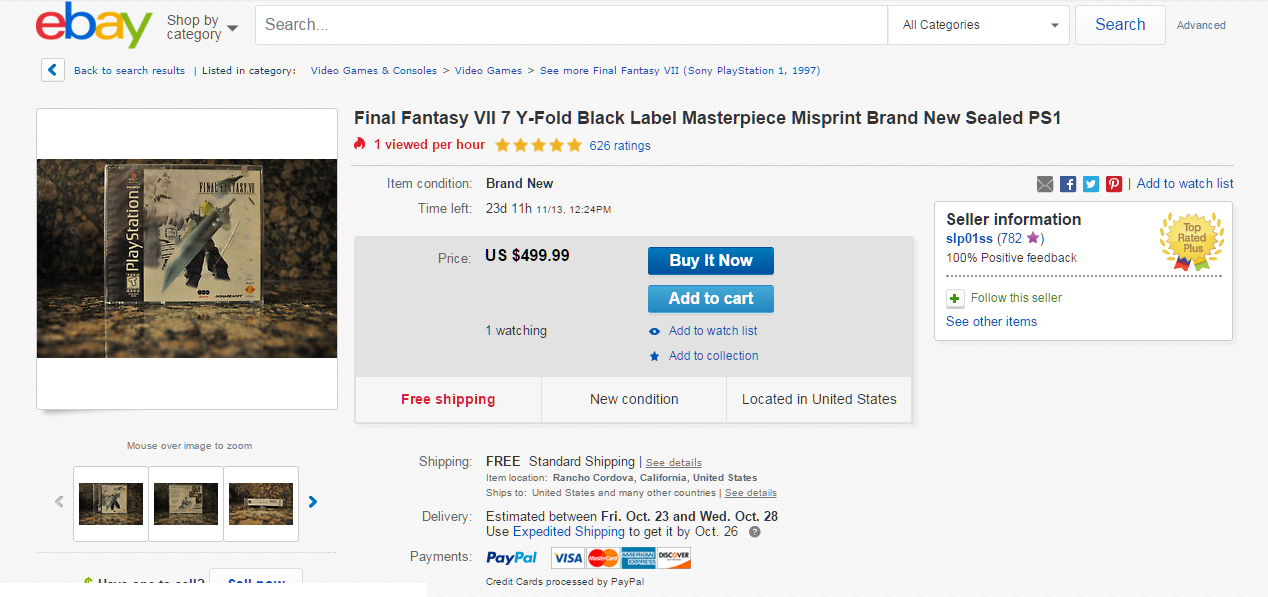 ebay
Shop by
category
Search...
All Categories
Search
Advanced
Back to search results | Listed in category: Video Games & Consoles > Video Games > See more Final Fantasy VII (Sony PlayStation 1, 1997)
Final Fantasy VII 7 Y-Fold Black Label Masterpiece Misprint Brand New Sealed PS1
1 viewed per hour 626 ratings
PlayStation
FINAL FANTASY VII
SQUARESOFT
Item condition: Brand New
| Add to watch list
Time left: 23d 11h 11/13, 12:24PM
Price: US $499.99
Buy It Now
Add to cart
1 watching
Add to watch list
Add to collection
Free shipping
New condition
Located in United States
Seller information
slp01ss (782 )
100% Positive feedback
Top
Rated
Plus
Follow this seller
See other items
Mouse over image to zoom
Shipping: FREE Standard Shipping | See details
Item location: Rancho Cordova, California, United States
Ships to: United States and many other countries | See details
Delivery: Estimated between Fri. Oct. 23 and Wed. Oct. 28
Use Expedited Shipping to get it by Oct. 26 ?
Payments: PayPal VISA MasterCard AMERICAN EXPRESS DISCOVER
Credit Cards processed by PayPal
Have one to sell? Sell now